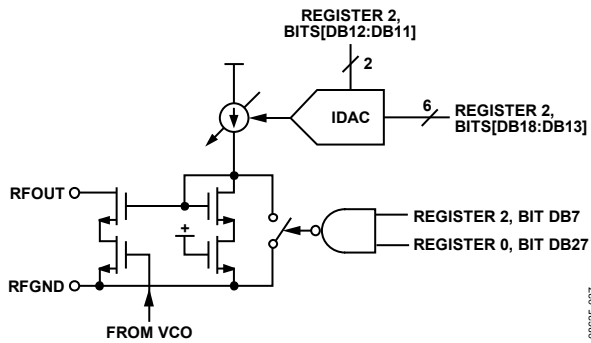 REGISTER 2,
BITS[DB12:DB11]
2
IDAC
6
REGISTER 2,
BITS[DB18:DB13]
RFOUT
+
REGISTER 2, BIT DB7
REGISTER 0, BIT DB27
RFGND
FROM VCO